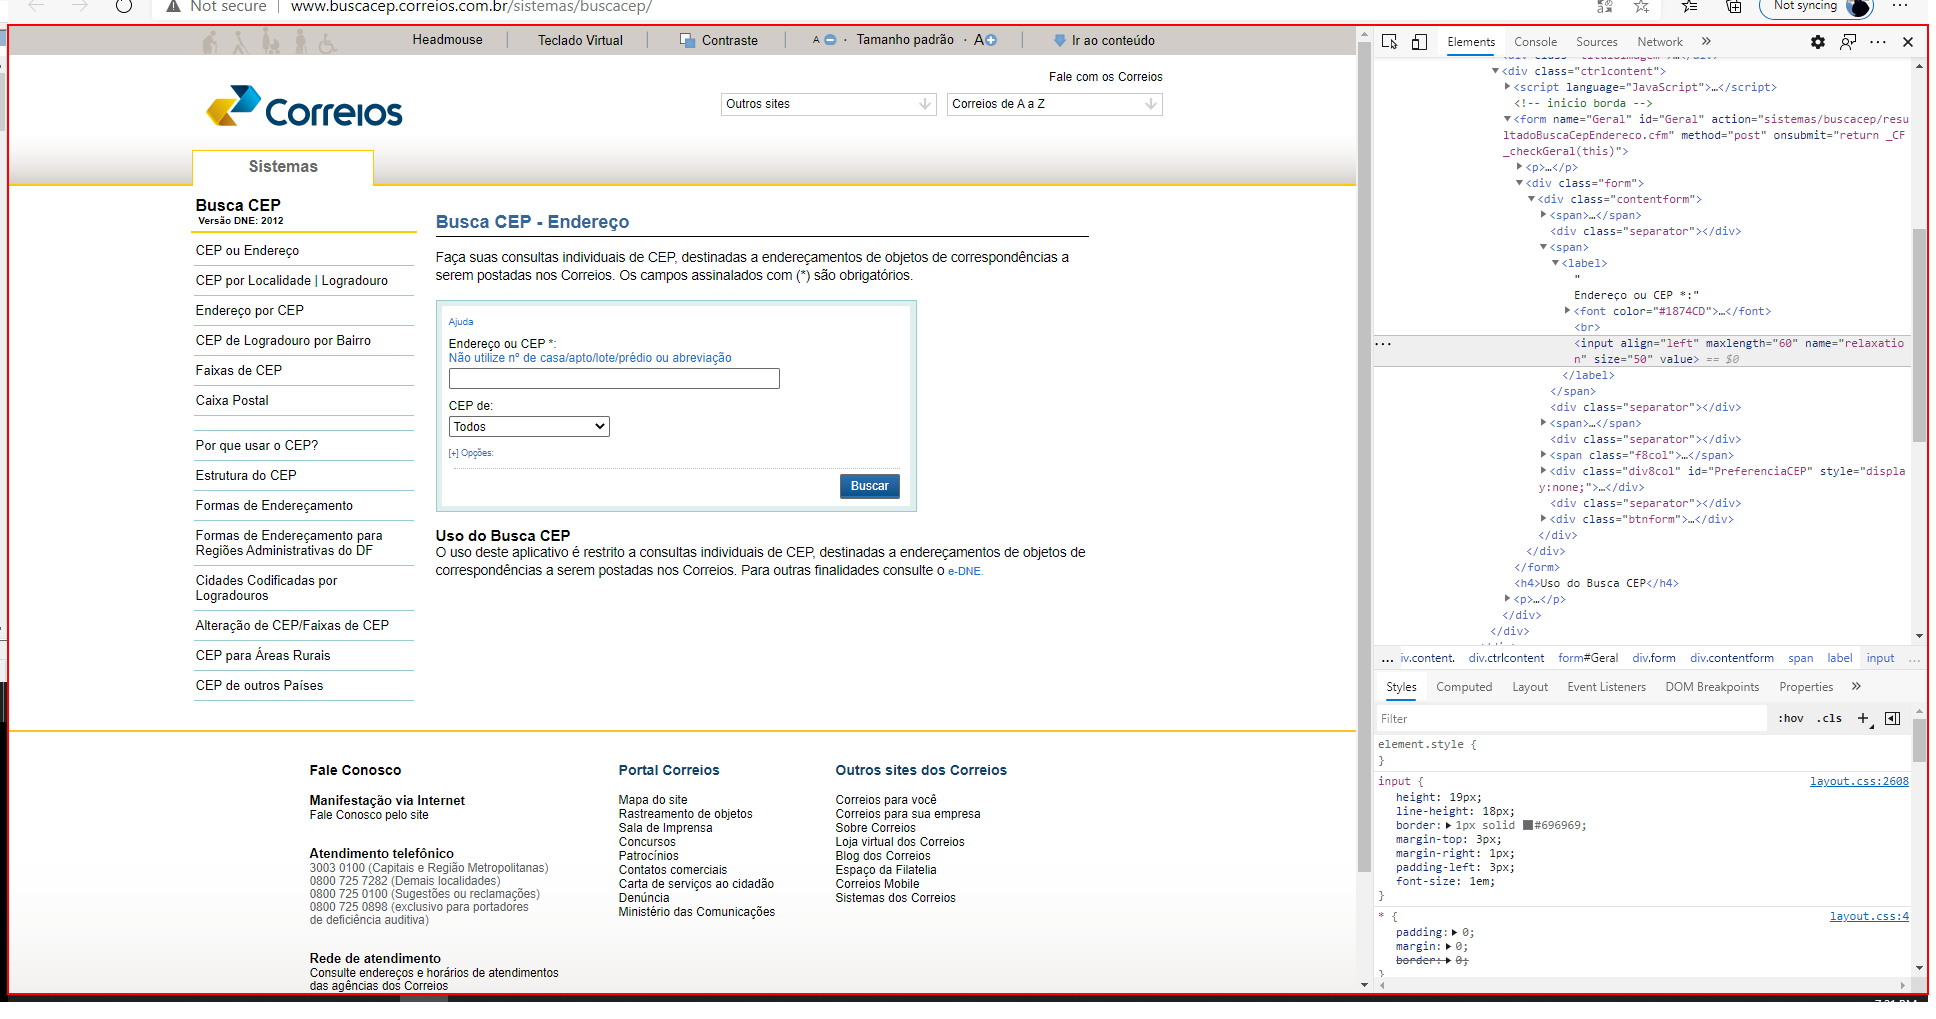 Not secure | www.buscacep.correios.com.br/sistemas/buscacep/
Not syncing
Headmouse
Teclado Virtual
Contraste
A · Tamanho padrão · A
Ir ao conteúdo
Fale com os Correios
Correios
Outros sites
Correios de A a Z
Sistemas
Busca CEP
Versão DNE: 2012
CEP ou Endereço
CEP por Localidade | Logradouro
Endereço por CEP
CEP de Logradouro por Bairro
Faixas de CEP
Caixa Postal
Por que usar o CEP?
Estrutura do CEP
Formas de Endereçamento
Formas de Endereçamento para
Regiões Administrativas do DF
Cidades Codificadas por
Logradouros
Alteração de CEP/Faixas de CEP
CEP para Áreas Rurais
CEP de outros Países
Busca CEP - Endereço
Faça suas consultas individuais de CEP, destinadas a endereçamentos de objetos de correspondências a
serem postadas nos Correios. Os campos assinalados com (*) são obrigatórios.
Ajuda
Endereço ou CEP *:
Não utilize nº de casa/apto/lote/prédio ou abreviação
CEP de:
Todos
[+] Opções:
Buscar
Uso do Busca CEP
O uso deste aplicativo é restrito a consultas individuais de CEP, destinadas a endereçamentos de objetos de
correspondências a serem postadas nos Correios. Para outras finalidades consulte o e-DNE.
Fale Conosco
Manifestação via Internet
Fale Conosco pelo site
Atendimento telefónico
3003 0100 (Capitais e Região Metropolitanas)
0800 725 7282 (Demais localidades)
0800 725 0100 (Sugestões ou reclamações)
0800 725 0898 (exclusivo para portadores
de deficiência auditiva)
Rede de atendimento
Consulte endereços e horários de atendimentos
das agências dos Correios
Portal Correios
Mapa do site
Rastreamento de objetos
Sala de Imprensa
Concursos
Patrocínios
Contatos comerciais
Carta de serviços ao cidadão
Denúncia
Ministério das Comunicações
Outros sites dos Correios
Correios para você
Correios para sua empresa
Sobre Correios
Loja virtual dos Correios
Blog dos Correios
Espaço da Filatelia
Correios Mobile
Sistemas dos Correios
Elements Console Sources Network »
<div class="ctrlcontent">
<script language="JavaScript">…</script>
<!-- inicio borda -->
<form name="Geral" id="Geral" action="sistemas/buscacep/resu
ltadoBuscaCepEndereco.cfm" method="post" onsubmit="return _CF
_checkGeral(this)">
<p>…</p>
<div class="form">
<div class="contentform">
<span>…</span>
<div class="separator"></div>
<span>
<label>
"
Endereço ou CEP *:"
<font color="#1874CD">…</font>
<br>
<input align="left" maxlength="60" name="relaxatio
n" size="50" value> == $0
</label>
</span>
<div class="separator"></div>
<span>…</span>
<div class="separator"></div>
<span class="f8col">…</span>
<div class="div8col" id="PreferenciaCEP" style="displa
y:none;">…</div>
<div class="separator"></div>
<div class="btnform">…</div>
</div>
</div>
</form>
<h4>Uso do Busca CEP</h4>
<p>…</p>
</div>
</div>
... iv.content. div.ctrlcontent form#Geral div.form div.contentform span label input ...
Styles Computed Layout Event Listeners DOM Breakpoints Properties »
Filter
:hov .cls +
element.style {
}
input { layout.css:2608
height: 19px;
line-height: 18px;
border: 1px solid #696969;
margin-top: 3px;
margin-right: 1px;
padding-left: 3px;
font-size: 1em;
}
* { layout.css:4
padding: 0;
margin: 0;
border: 0;
}